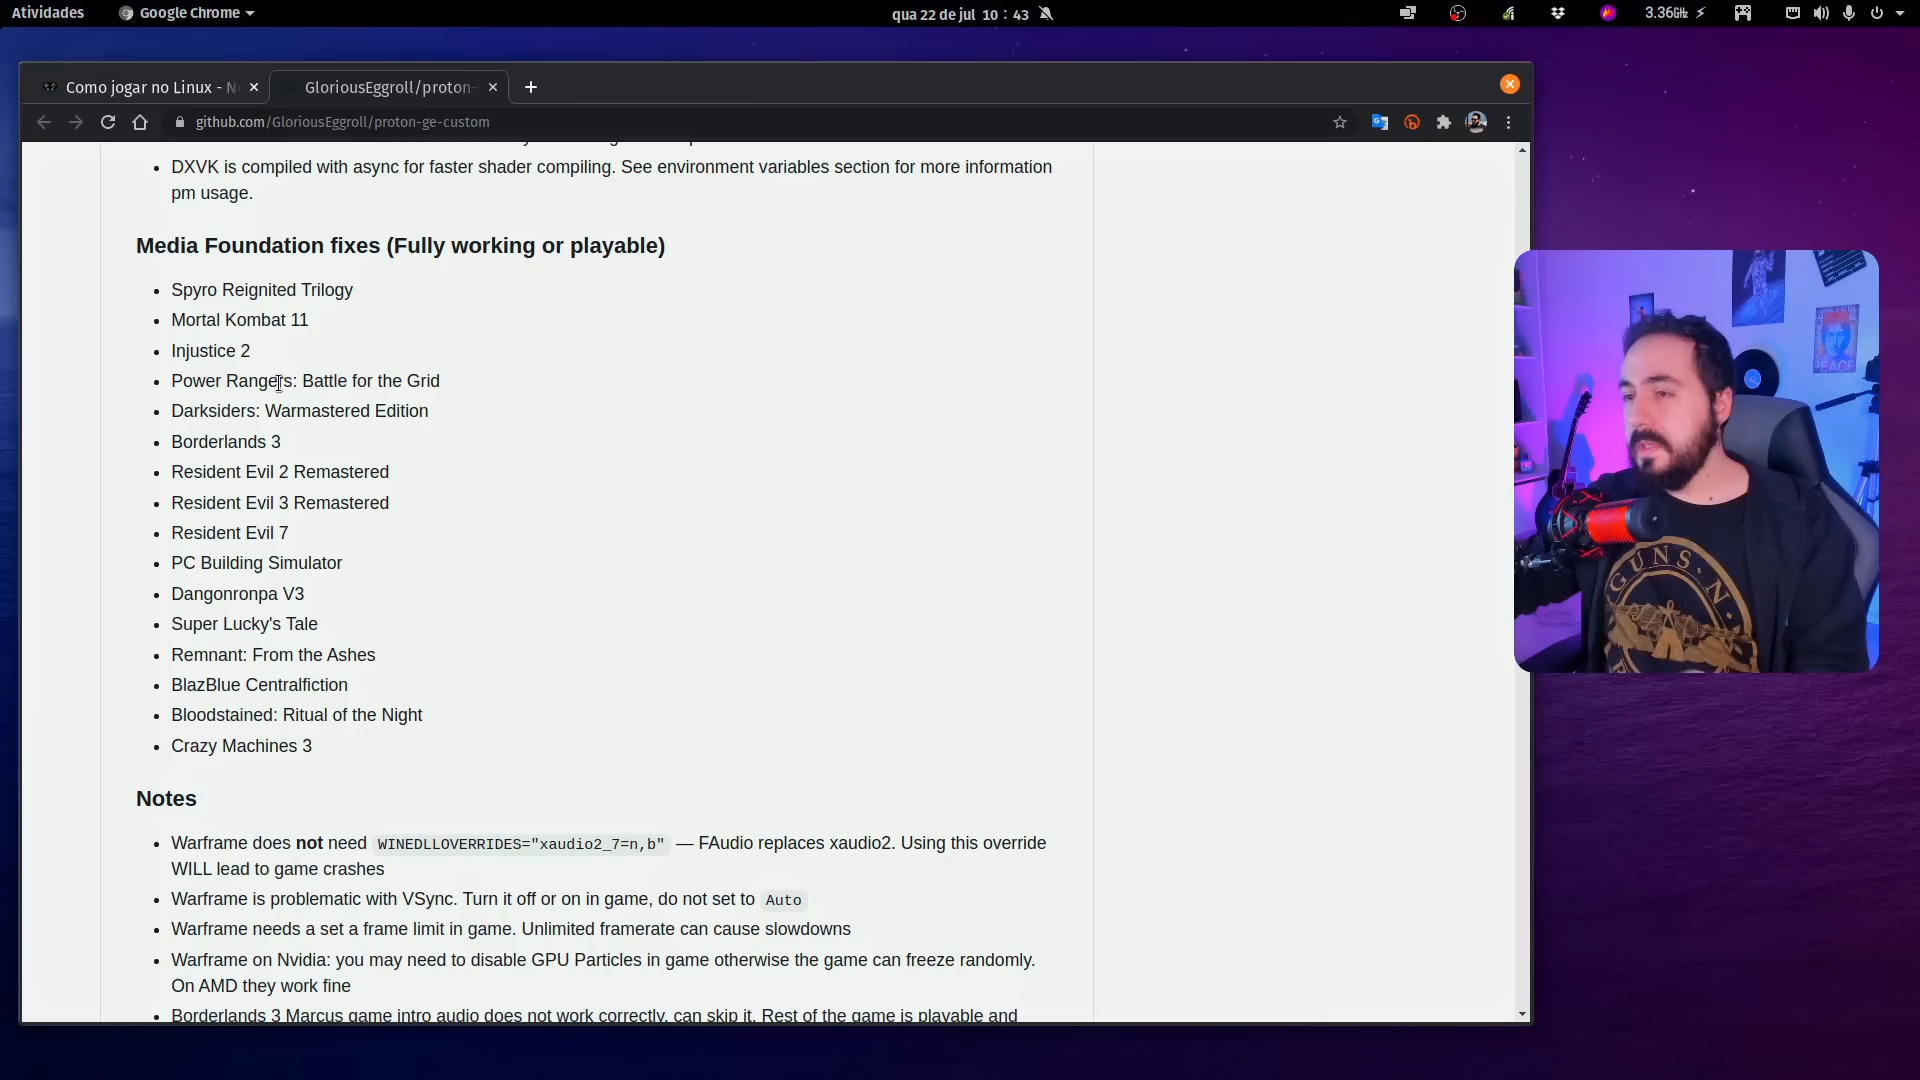 Atividades
Google Chrome
qua 22 de jul 10 : 43
3.36GHz
Como jogar no Linux - N
GloriousEggroll/proton-
github.com/GloriousEggroll/proton-ge-custom
DXVK is compiled with async for faster shader compiling. See environment variables section for more information
pm usage.
Media Foundation fixes (Fully working or playable)
Spyro Reignited Trilogy
Mortal Kombat 11
Injustice 2
Power Rangers: Battle for the Grid
Darksiders: Warmastered Edition
Borderlands 3
Resident Evil 2 Remastered
Resident Evil 3 Remastered
Resident Evil 7
PC Building Simulator
Dangonronpa V3
Super Lucky's Tale
Remnant: From the Ashes
BlazBlue Centralfiction
Bloodstained: Ritual of the Night
Crazy Machines 3
PEACE
GUNS N
Notes
Warframe does not need WINEDLLOVERRIDES="xaudio2_7=n,b" — FAudio replaces xaudio2. Using this override
WILL lead to game crashes
Warframe is problematic with VSync. Turn it off or on in game, do not set to Auto
Warframe needs a set a frame limit in game. Unlimited framerate can cause slowdowns
Warframe on Nvidia: you may need to disable GPU Particles in game otherwise the game can freeze randomly.
On AMD they work fine
Borderlands 3 Marcus game intro audio does not work correctly, can skip it. Rest of the game is playable and